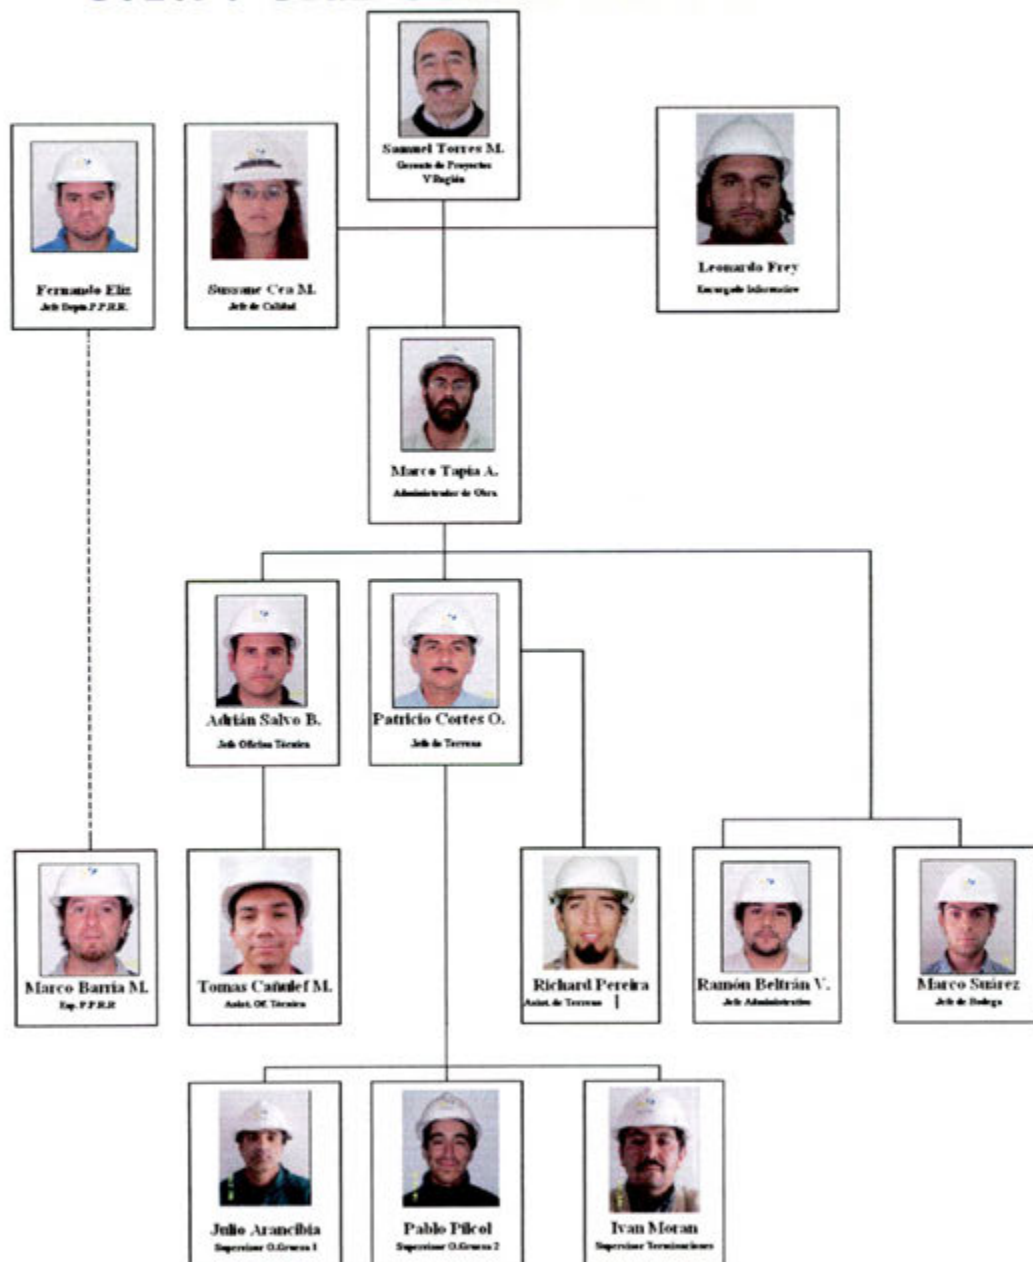 Samuel Torres M.
Gerente de Proyectos
V Región
Fernando Eliz
Jefe Depto P.P.R.R.
Sussane Cea M.
Jefe de Calidad
Leonardo Frey
Encargado Informatica
Marco Tapia A.
Administrador de Obra
Adrián Salvo B.
Jefe Oficina Técnica
Patricio Cortes O.
Jefe de Terreno
Marco Barria M.
Exp. P.P.R.R
Tomas Cañulef M.
Asist. Of. Técnica
Richard Pereira
Asist. de Terreno
Ramón Beltrán V.
Jefe Administrativo
Marco Suárez
Jefe de Bodega
Julio Arancibia
Supervisor O.Gruesa 1
Pablo Pilcol
Supervisor O.Gruesa 2
Ivan Moran
Supervisor Terminaciones